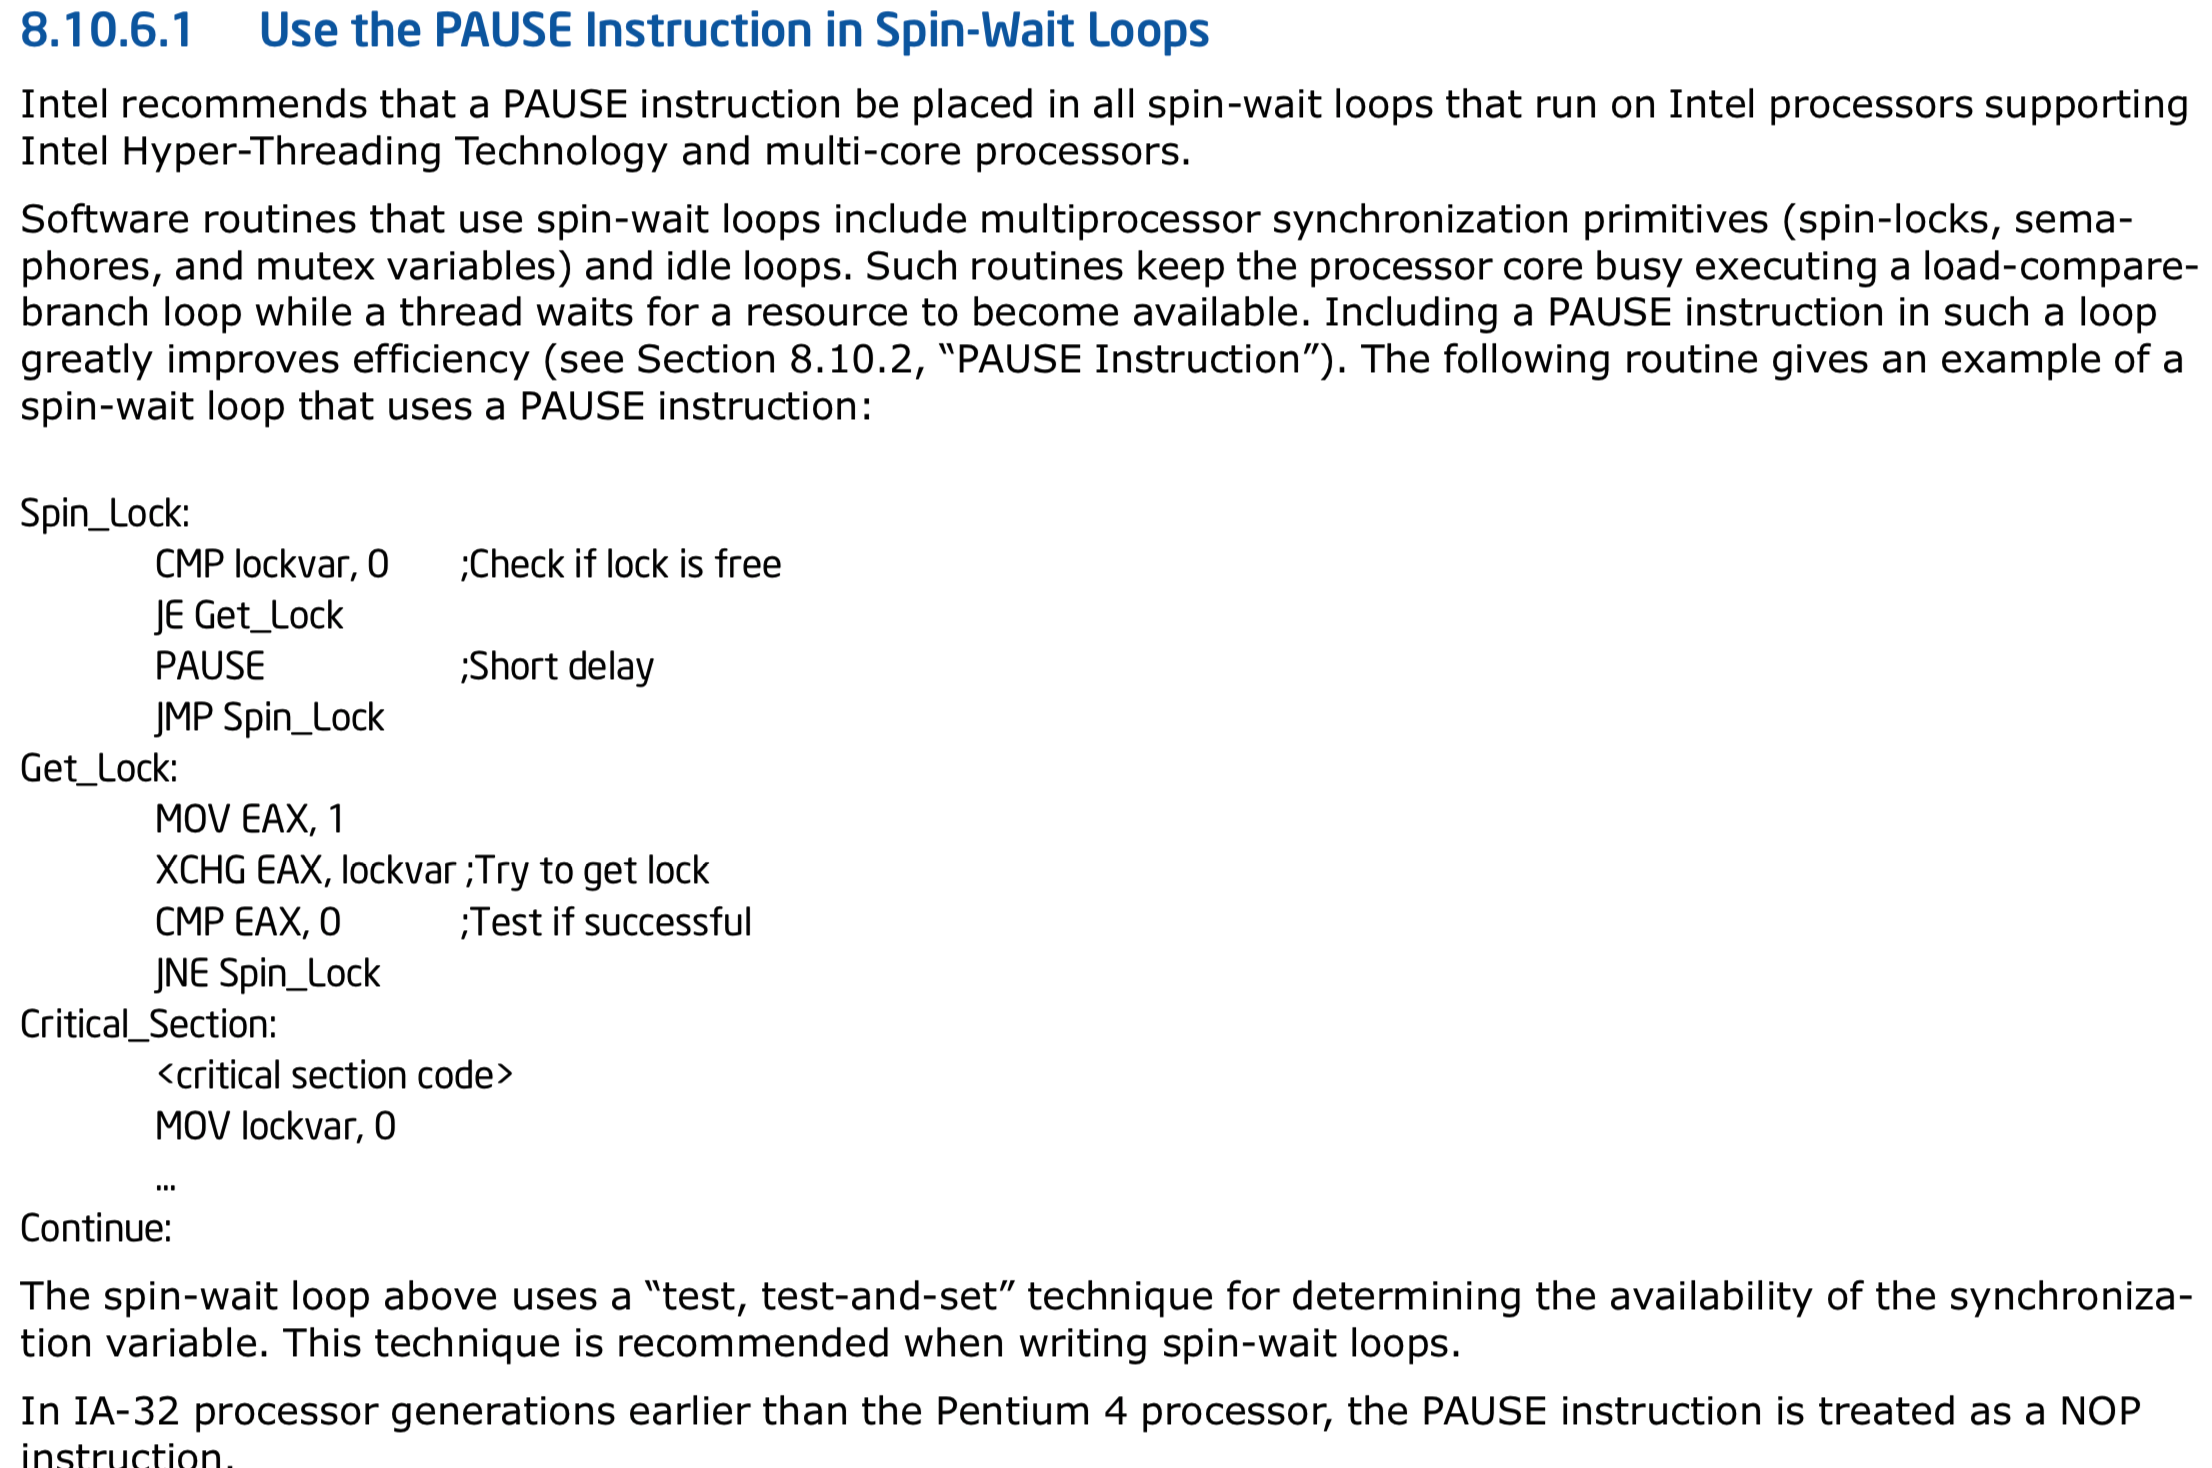 8.10.6.1 Use the PAUSE Instruction in Spin-Wait Loops
Intel recommends that a PAUSE instruction be placed in all spin-wait loops that run on Intel processors supporting
Intel Hyper-Threading Technology and multi-core processors.
Software routines that use spin-wait loops include multiprocessor synchronization primitives (spin-locks, sema-
phores, and mutex variables) and idle loops. Such routines keep the processor core busy executing a load-compare-
branch loop while a thread waits for a resource to become available. Including a PAUSE instruction in such a loop
greatly improves efficiency (see Section 8.10.2, “PAUSE Instruction”). The following routine gives an example of a
spin-wait loop that uses a PAUSE instruction:
Spin_Lock:
CMP lockvar, 0 ;Check if lock is free
JE Get_Lock
PAUSE ;Short delay
JMP Spin_Lock
Get_Lock:
MOV EAX, 1
XCHG EAX, lockvar ;Try to get lock
CMP EAX, 0 ;Test if successful
JNE Spin_Lock
Critical_Section:
<critical section code>
MOV lockvar, 0
...
Continue:
The spin-wait loop above uses a “test, test-and-set” technique for determining the availability of the synchroniza-
tion variable. This technique is recommended when writing spin-wait loops.
In IA-32 processor generations earlier than the Pentium 4 processor, the PAUSE instruction is treated as a NOP
instruction.